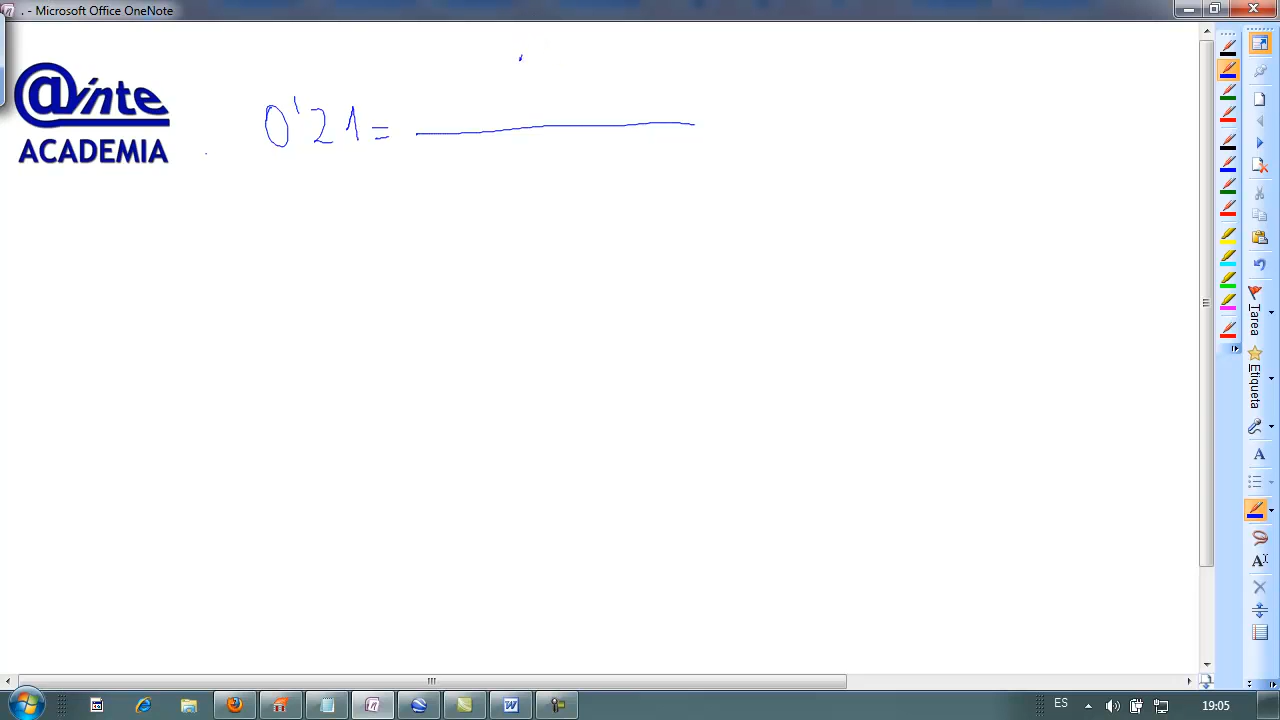 . - Microsoft Office OneNote
@inte
ACADEMIA
0'21=
Tarea
Etiqueta
A
A
ES
19:05